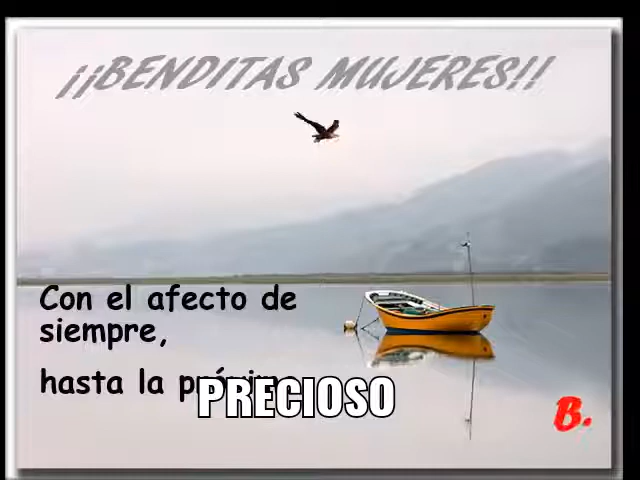 ¡¡BENDITAS MUJERES!!
Con el afecto de
siempre,
hasta la
PRECIOSO
B.